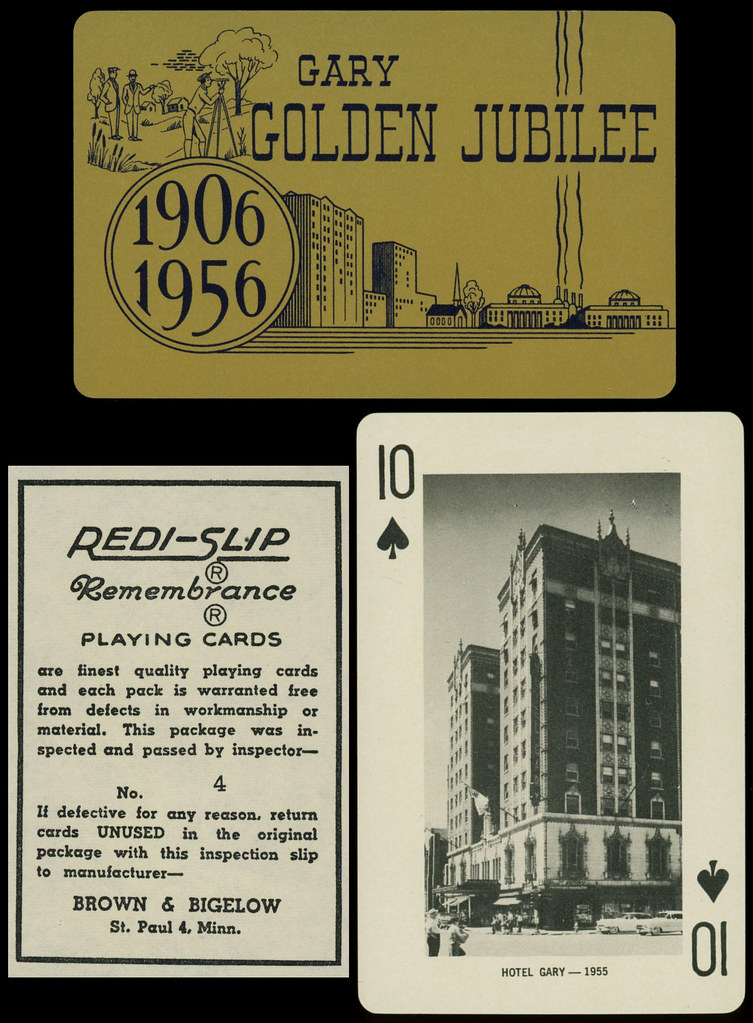 GARY
GOLDEN JUBILEE
1906
1956
REDI-SLIP
®
Remembrance
®
PLAYING CARDS
are finest quality playing cards
and each pack is warranted free
from defects in workmanship or
material. This package was in-
spected and passed by inspector—
No. 4
If defective for any reason, return
cards UNUSED in the original
package with this inspection slip
to manufacturer—
BROWN & BIGELOW
St. Paul 4, Minn.
10
HOTEL GARY — 1955
10